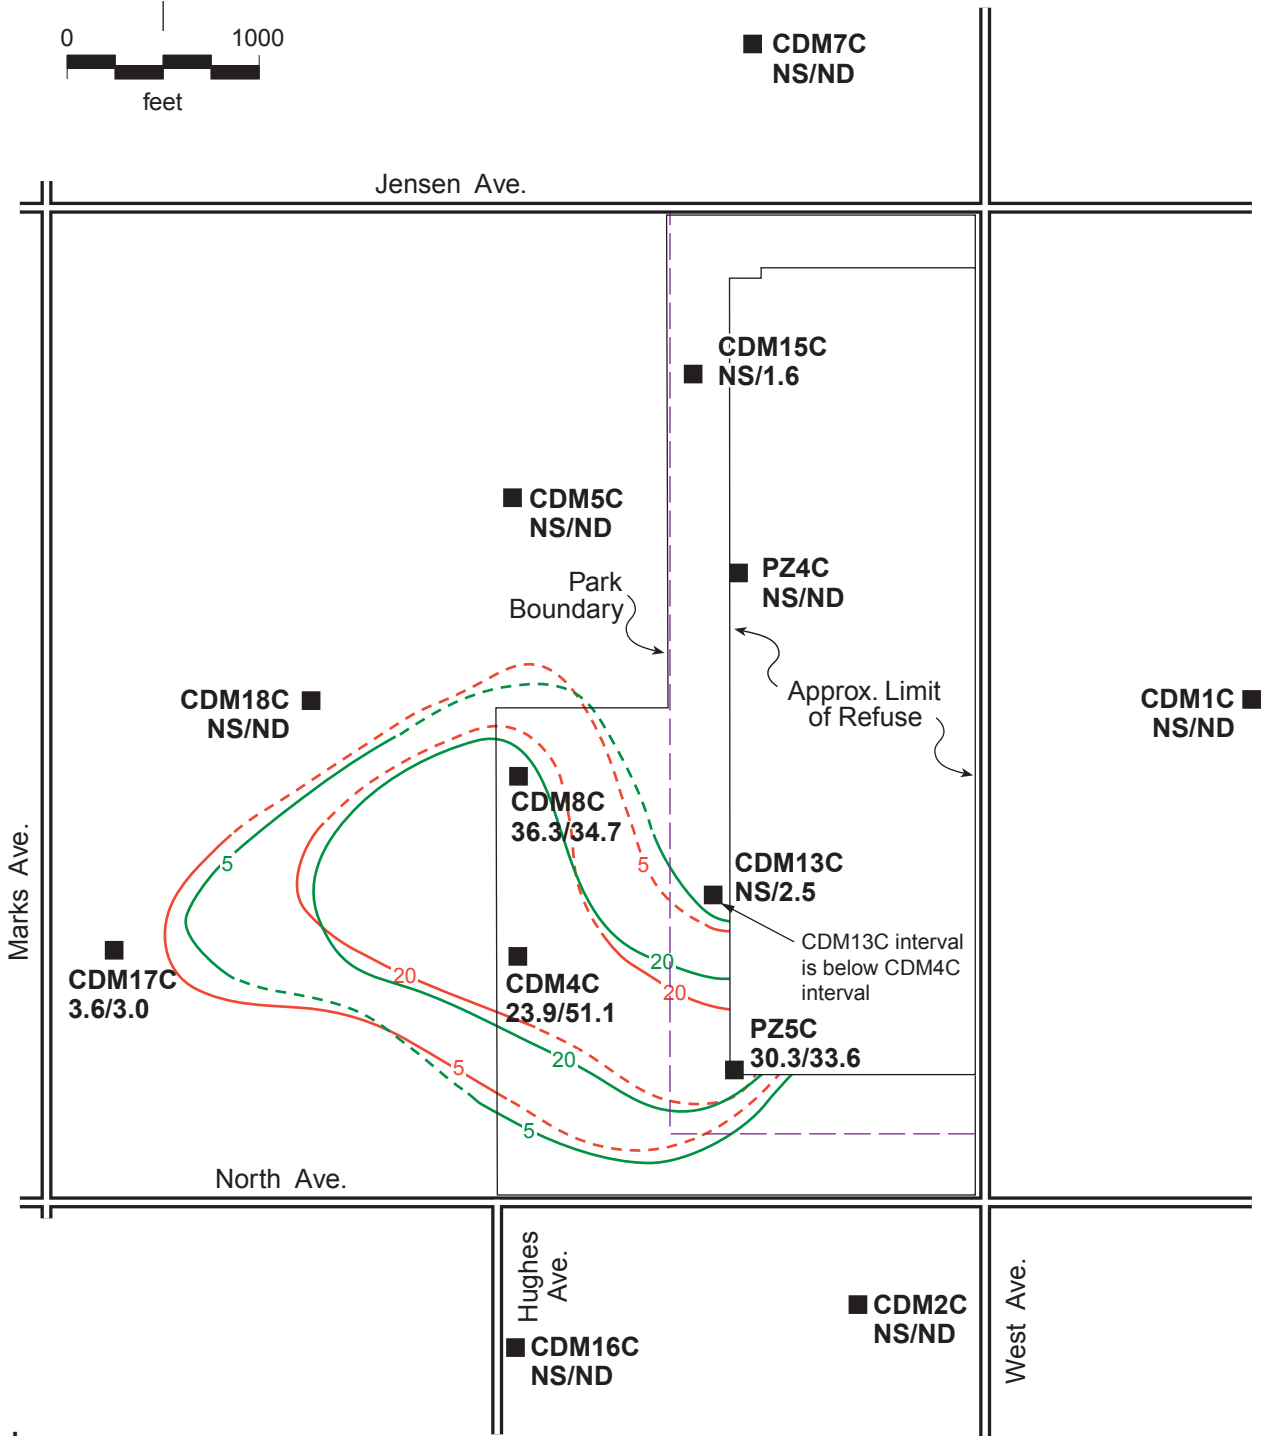 0 1000
feet
CDM7C
NS/ND
Jensen Ave.
CDM15C
NS/1.6
CDM5C
NS/ND
PZ4C
NS/ND
Park
Boundary
Approx. Limit
of Refuse
CDM18C
NS/ND
CDM1C
NS/ND
CDM8C
36.3/34.7
5
5
CDM13C
NS/2.5
Marks Ave.
CDM13C interval
is below CDM4C
interval
CDM17C
3.6/3.0
CDM4C
23.9/51.1
20
20
20
PZ5C
30.3/33.6
20
5
5
North Ave.
Hughes
Ave.
West Ave.
CDM2C
NS/ND
CDM16C
NS/ND